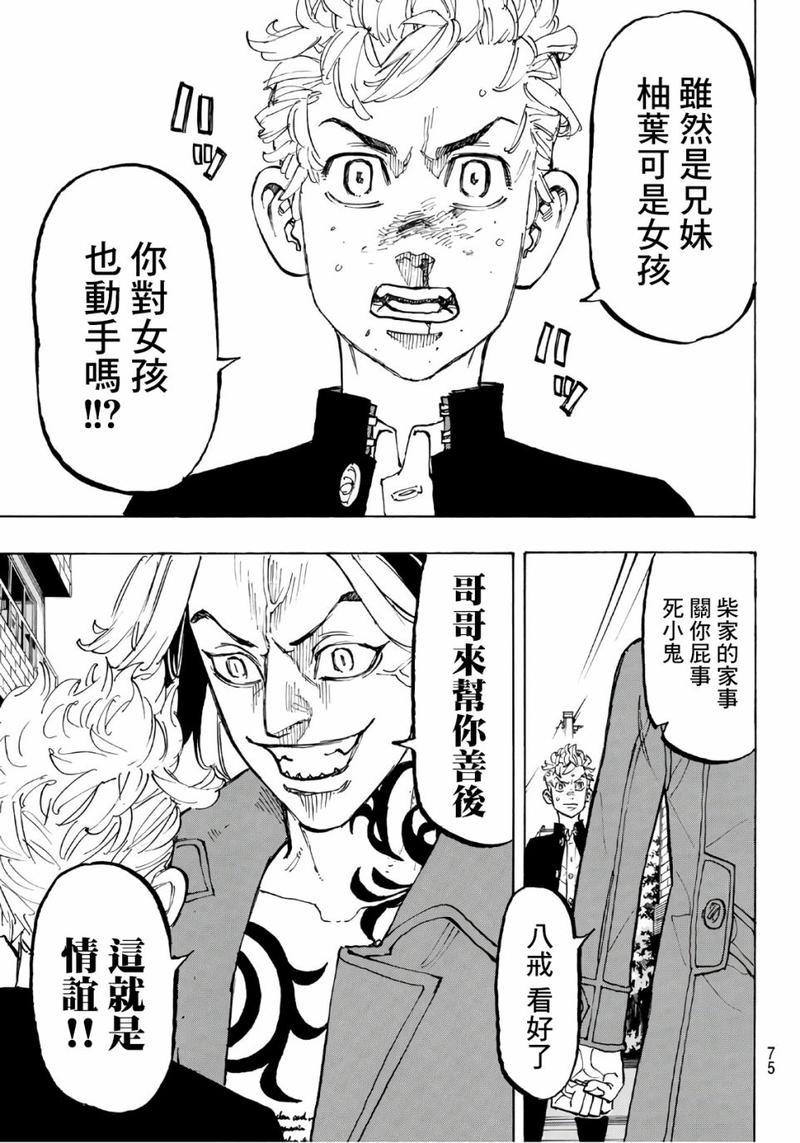 雖然是兄妹
柚葉可是女孩
你對女孩
也動手嗎!!?
柴家的家事
關你屁事
死小鬼
八戒 看好了
哥哥來幫你善後
這就是
情誼!!
75